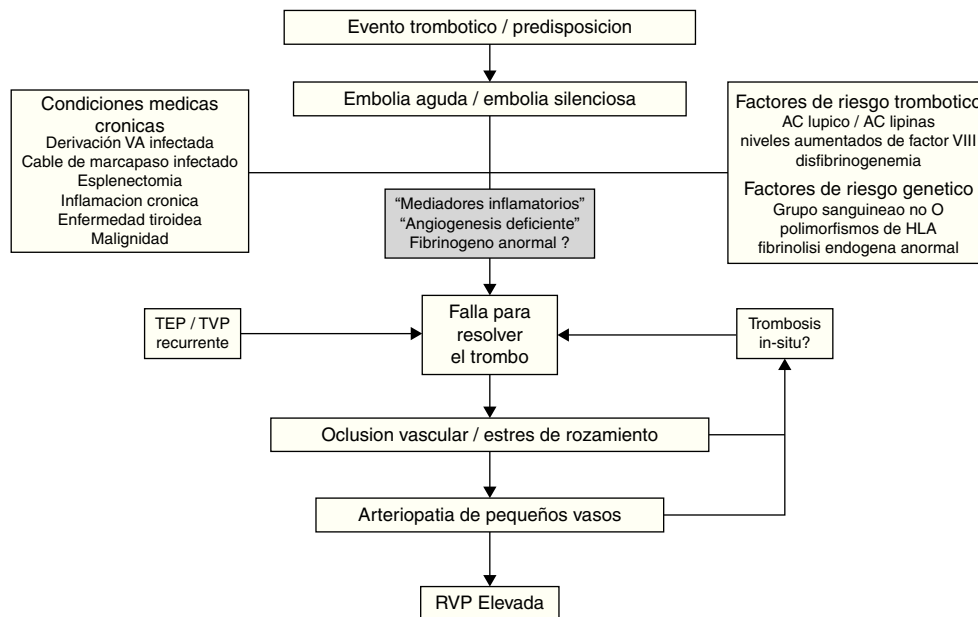 Evento trombotico / predisposicion
Embolia aguda / embolia silenciosa
Condiciones medicas
cronicas
Derivación VA infectada
Cable de marcapaso infectado
Esplenectomia
Inflamacion cronica
Enfermedad tiroidea
Malignidad
Factores de riesgo trombotico
AC lupico / AC lipinas
niveles aumentados de factor VIII
disfibrinogenemia
Factores de riesgo genetico
Grupo sanguineao no O
polimorfismos de HLA
fibrinolisi endogena anormal
“Mediadores inflamatorios”
“Angiogenesis deficiente”
Fibrinogeno anormal ?
TEP / TVP
recurrente
Falla para
resolver
el trombo
Trombosis
in-situ?
Oclusion vascular / estres de rozamiento
Arteriopatia de pequeños vasos
RVP Elevada